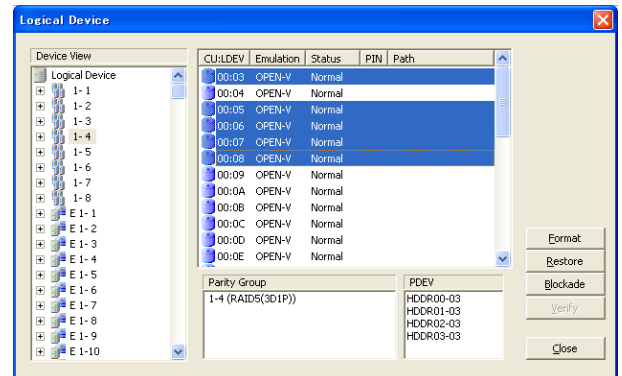 Logical Device
Device View
Logical Device
1- 1
1- 2
1- 3
1- 4
1- 5
1- 6
1- 7
1- 8
E 1- 1
E 1- 2
E 1- 3
E 1- 4
E 1- 5
E 1- 6
E 1- 7
E 1- 8
E 1- 9
E 1-10
CU:LDEV Emulation Status PIN Path
00:03 OPEN-V Normal
00:04 OPEN-V Normal
00:05 OPEN-V Normal
00:06 OPEN-V Normal
00:07 OPEN-V Normal
00:08 OPEN-V Normal
00:09 OPEN-V Normal
00:0A OPEN-V Normal
00:0B OPEN-V Normal
00:0C OPEN-V Normal
00:0D OPEN-V Normal
00:0E OPEN-V Normal
Parity Group
1-4 (RAID5(3D1P))
PDEV
HDDR00-03
HDDR01-03
HDDR02-03
HDDR03-03
Format
Restore
Blockade
Verify
Close